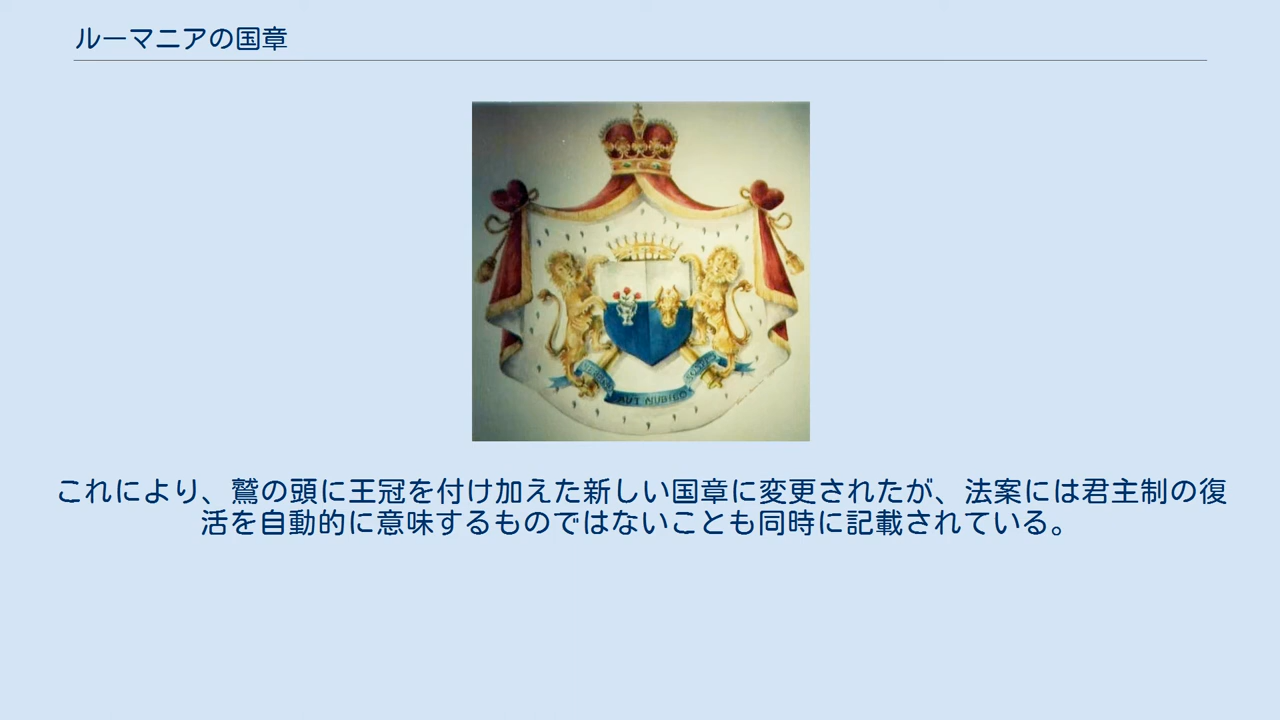 ルーマニアの国章
AUT NUBICO
これにより、鷲の頭に王冠を付け加えた新しい国章に変更されたが、法案には君主制の復
活を自動的に意味するものではないことも同時に記載されている。